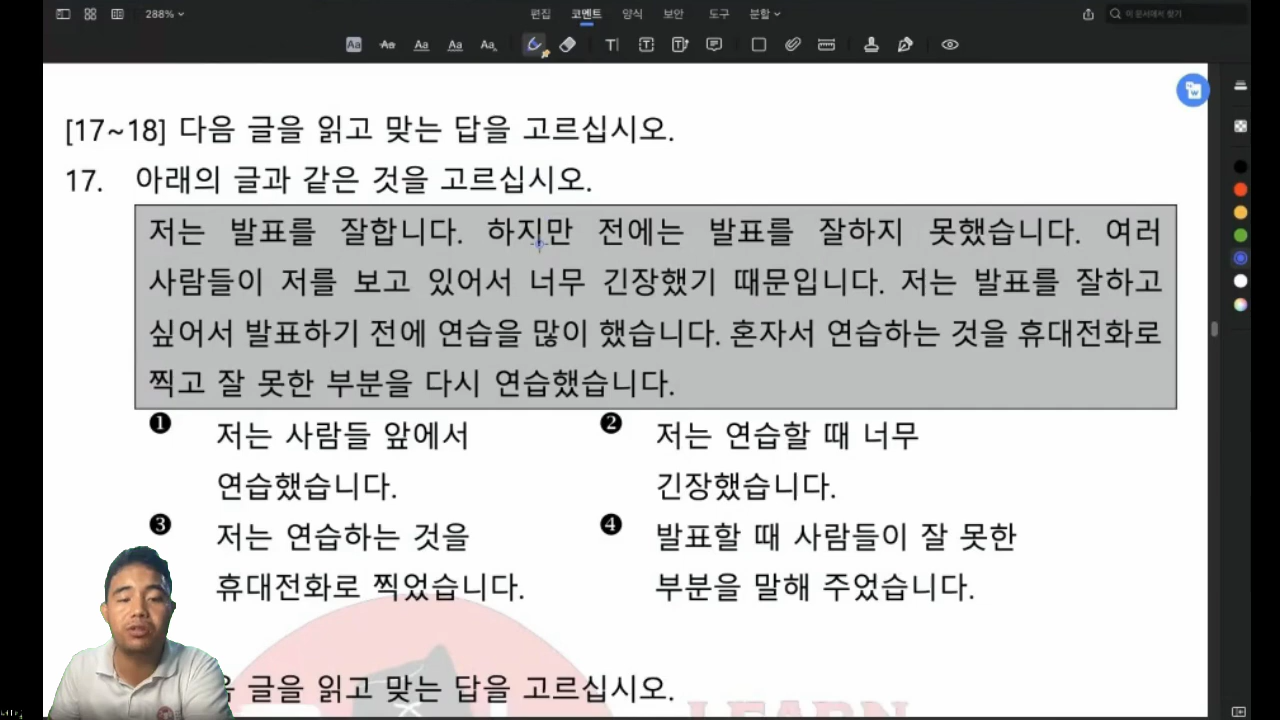 288%
편집 코멘트 양식 보안 도구 분할
이 문서에서 찾기
[17~18] 다음 글을 읽고 맞는 답을 고르십시오.
17. 아래의 글과 같은 것을 고르십시오.
저는 발표를 잘합니다. 하지만 전에는 발표를 잘하지 못했습니다. 여러
사람들이 저를 보고 있어서 너무 긴장했기 때문입니다. 저는 발표를 잘하고
싶어서 발표하기 전에 연습을 많이 했습니다. 혼자서 연습하는 것을 휴대전화로
찍고 잘 못한 부분을 다시 연습했습니다.
❶ 저는 사람들 앞에서
연습했습니다.
❷ 저는 연습할 때 너무
긴장했습니다.
❸ 저는 연습하는 것을
휴대전화로 찍었습니다.
❹ 발표할 때 사람들이 잘 못한
부분을 말해 주었습니다.
글을 읽고 맞는 답을 고르십시오.
LEARN